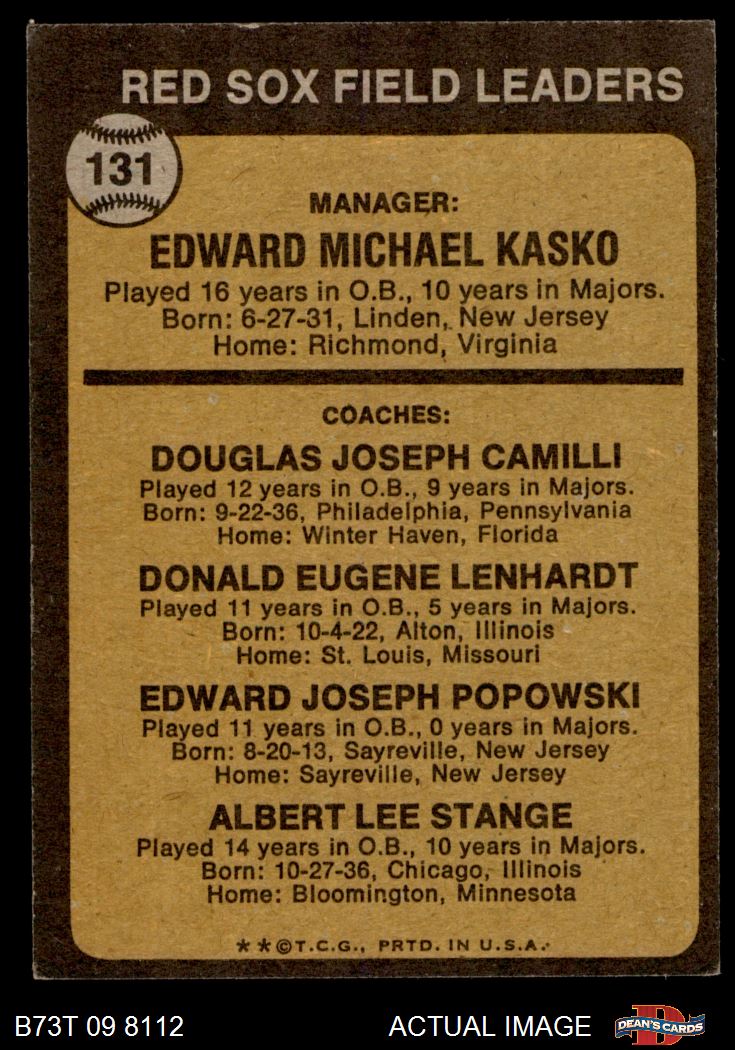 RED SOX FIELD LEADERS
131
MANAGER:
EDWARD MICHAEL KASKO
Played 16 years in O.B., 10 years in Majors.
Born: 6-27-31, Linden, New Jersey
Home: Richmond, Virginia
COACHES:
DOUGLAS JOSEPH CAMILLI
Played 12 years in O.B., 9 years in Majors.
Born: 9-22-36, Philadelphia, Pennsylvania
Home: Winter Haven, Florida
DONALD EUGENE LENHARDT
Played 11 years in O.B., 5 years in Majors.
Born: 10-4-22, Alton, Illinois
Home: St. Louis, Missouri
EDWARD JOSEPH POPOWSKI
Played 11 years in O.B., 0 years in Majors.
Born: 8-20-13, Sayreville, New Jersey
Home: Sayreville, New Jersey
ALBERT LEE STANGE
Played 14 years in O.B., 10 years in Majors.
Born: 10-27-36, Chicago, Illinois
Home: Bloomington, Minnesota
**©T.C.G., PRTD. IN U.S.A.
B73T 09 8112 ACTUAL IMAGE D DEAN'S CARDS